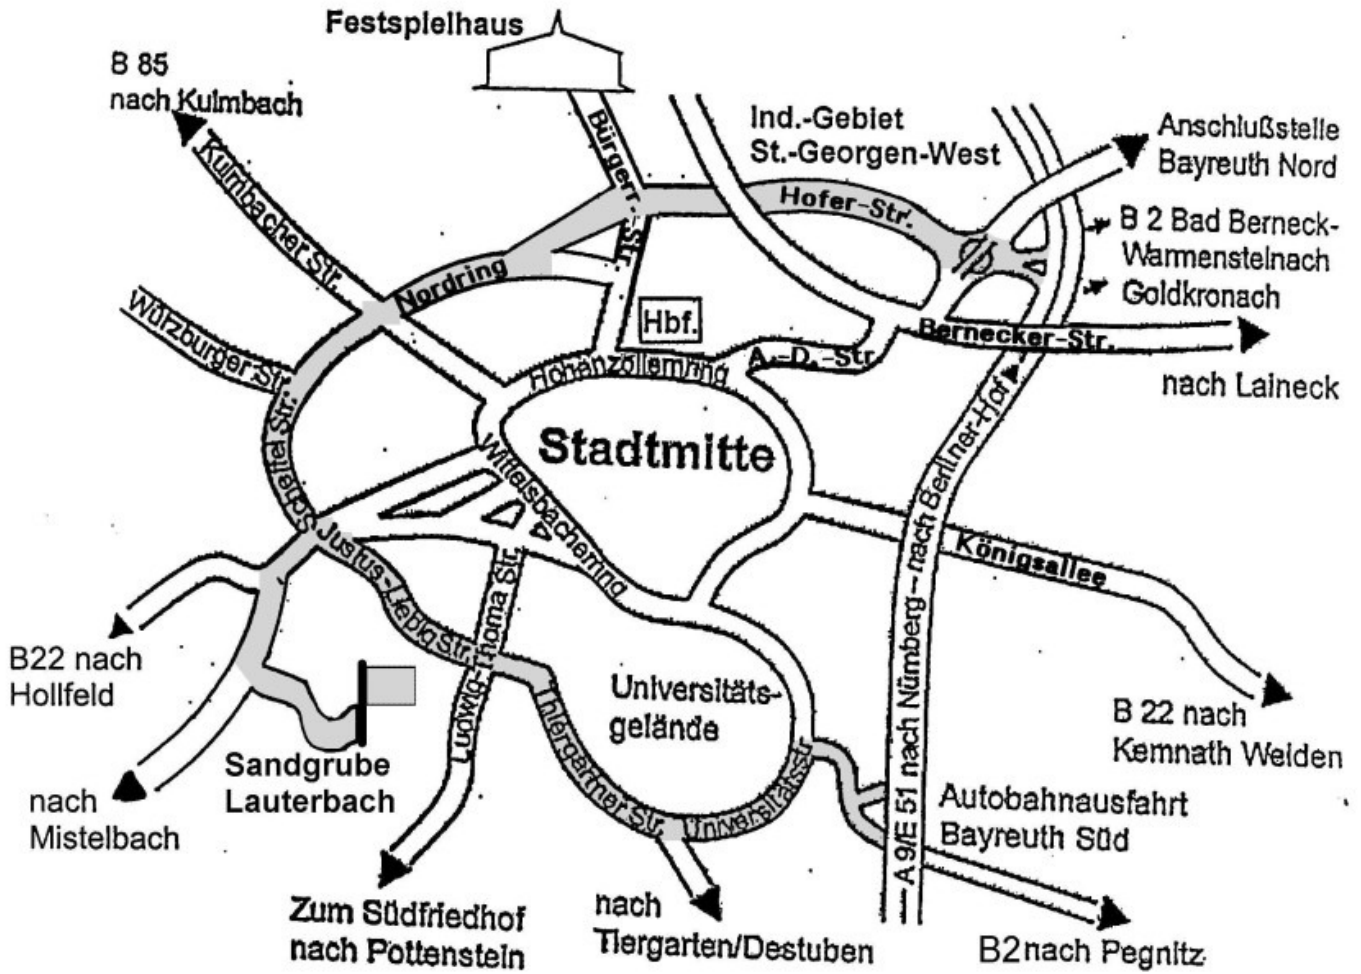 Festspielhaus
B 85
nach Kulmbach
Ind.-Gebiet
St.-Georgen-West
Anschlußstelle
Bayreuth Nord
Bürgerr.-Str.
Hofer-Str.
Kulmbacher Str.
B 2 Bad Berneck-
Warmensteinach
Goldkronach
Nordring
Würzburger Str.
Hbf.
Bernecker-Str.
A.-D.-Str.
Hohenzollernring
nach Laineck
Scheffel Str.
Stadtmitte
Wittelsbacherring
Königsallee
Justus-Liebig Str.
Ludwig-Thoma Str.
A 9/E 51 nach Nürnberg-nach Berliner-Hof
B22 nach
Hollfeld
Universitäts-
gelände
Thiergärtner Str.
Universitätsstr.
B 22 nach
Kemnath Weiden
Sandgrube
Lauterbach
nach
Mistelbach
Autobahnausfahrt
Bayreuth Süd
Zum Südfriedhof
nach Pottenstein
nach
Tiergarten/Destuben
B2 nach Pegnitz